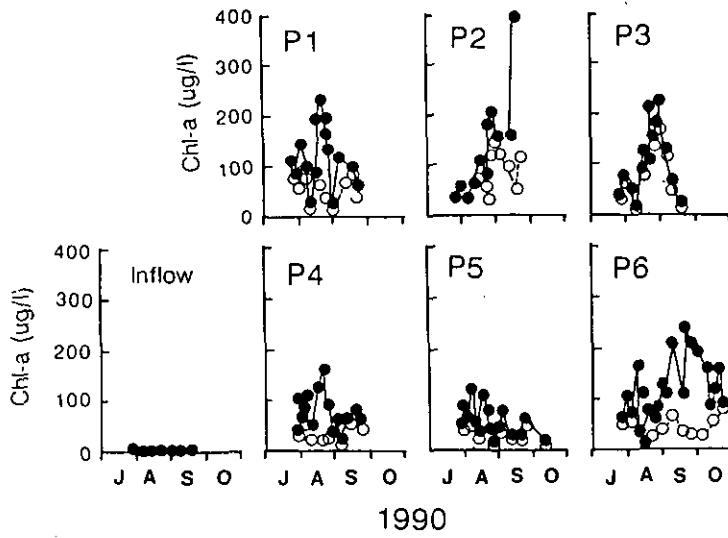 400
300
200
100
0
Chl-a (ug/l)
P1
P2
P3
400
300
200
100
0
Chl-a (ug/l)
Inflow
P4
P5
P6
J A S O
J A S O
J A S O
J A S O
1990